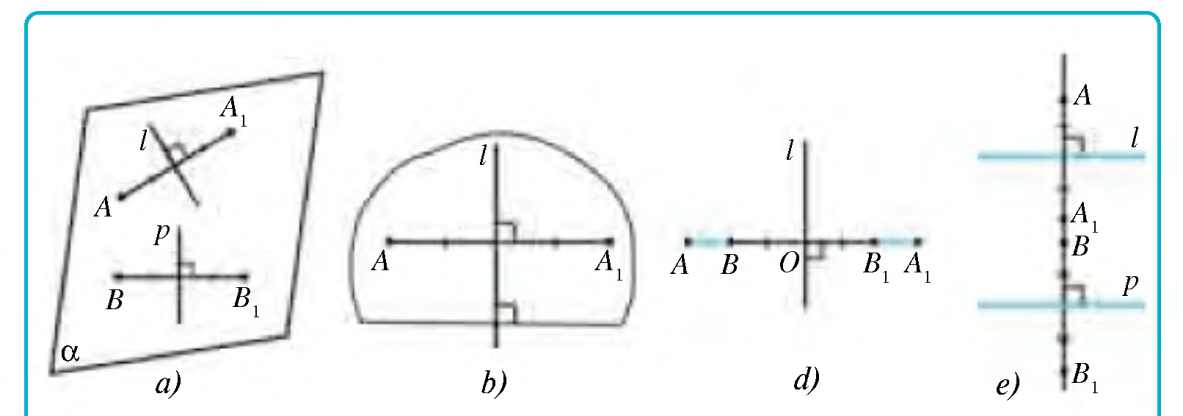 A₁
l
A
p
B B₁
α
a)
l
A A₁
b)
l
A B O B₁ A₁
d)
A
l
A₁
B
p
B₁
e)